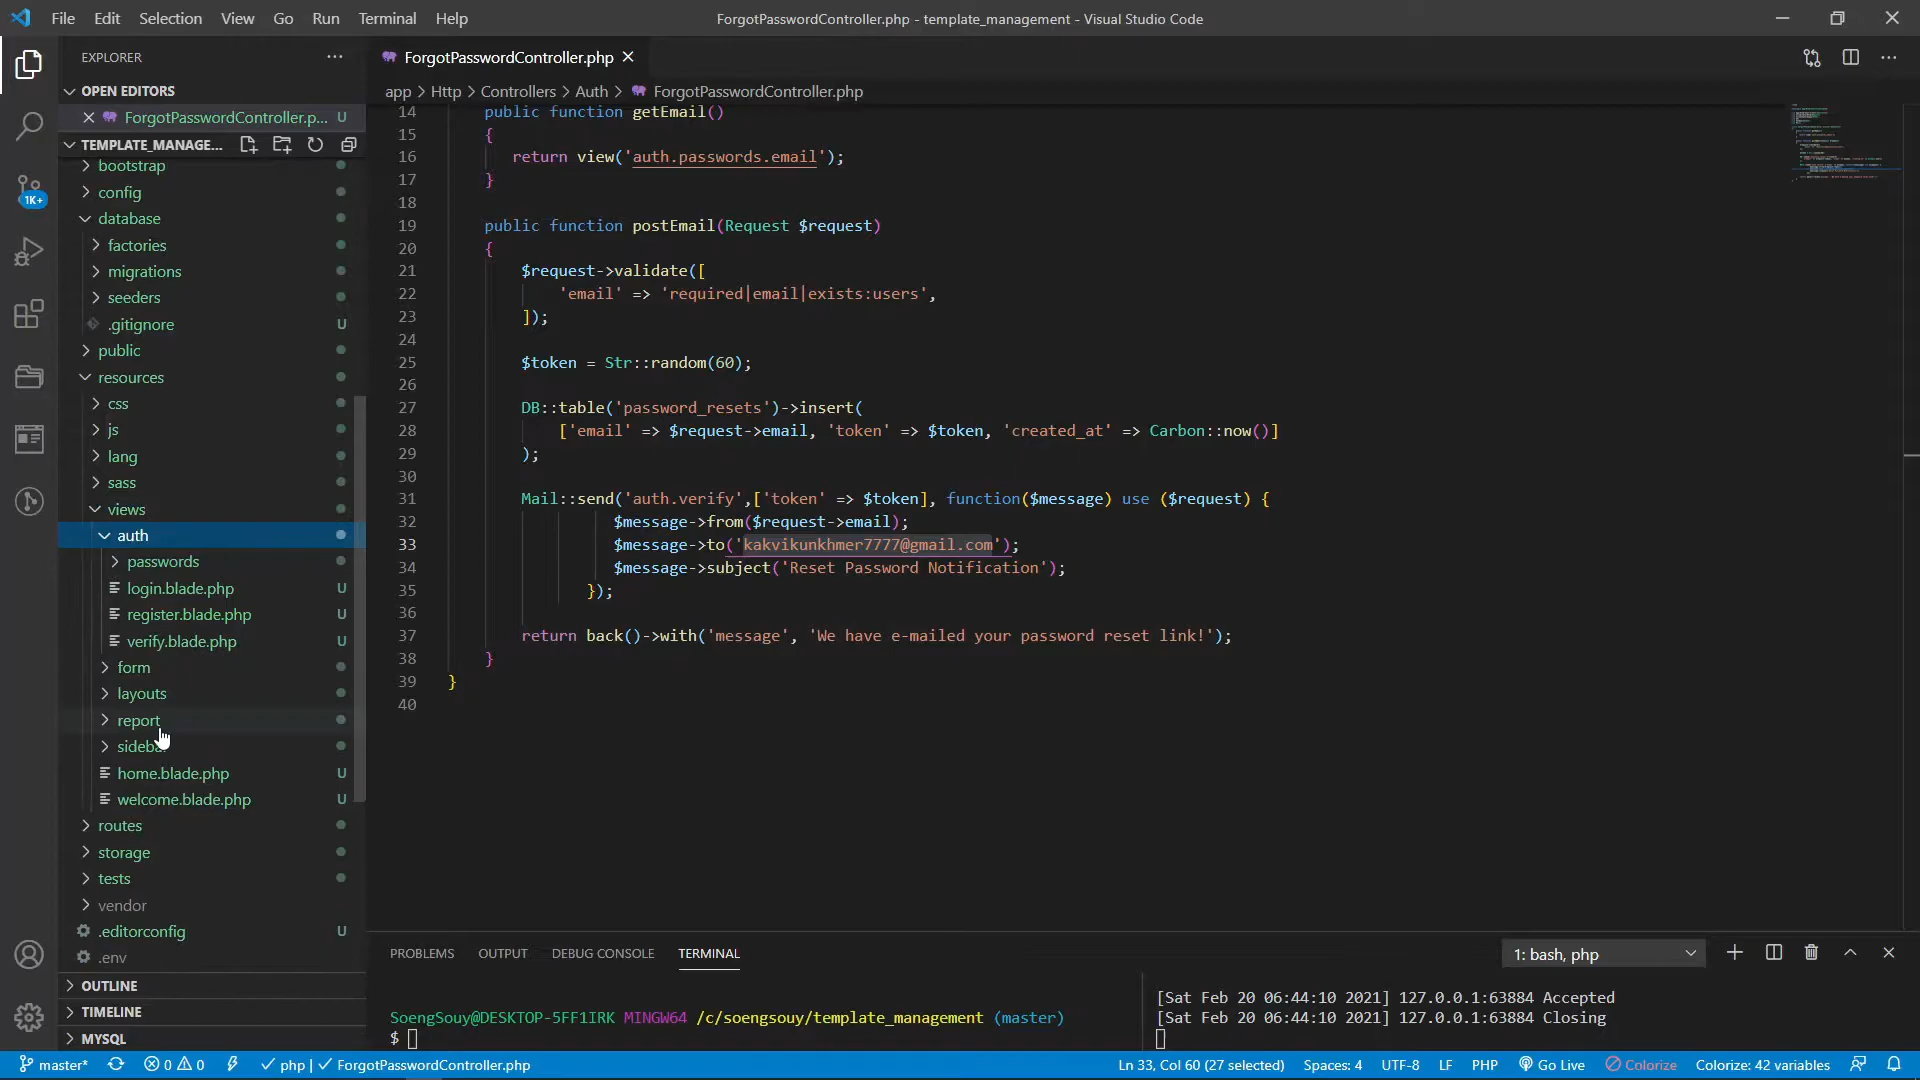 File Edit Selection View Go Run Terminal Help
ForgotPasswordController.php - template_management - Visual Studio Code
EXPLORER
OPEN EDITORS
ForgotPasswordController.p... U
TEMPLATE_MANAGE...
bootstrap
config
database
factories
migrations
seeders
.gitignore U
public
resources
css
js
lang
sass
views
auth
passwords
login.blade.php U
register.blade.php U
verify.blade.php U
form
layouts
report
home.blade.php U
welcome.blade.php U
routes
storage
tests
vendor
.editorconfig U
.env
OUTLINE
TIMELINE
MYSQL
1K+
ForgotPasswordController.php
app > Http > Controllers > Auth > ForgotPasswordController.php
14 public function getEmail()
15 {
16 return view('auth.passwords.email');
17 }
18
19 public function postEmail(Request $request)
20 {
21 $request->validate([
22 'email' => 'required|email|exists:users',
23 ]);
24
25 $token = Str::random(60);
26
27 DB::table('password_resets')->insert(
28 ['email' => $request->email, 'token' => $token, 'created_at' => Carbon::now()]
29 );
30
31 Mail::send('auth.verify',['token' => $token], function($message) use ($request) {
32 $message->from($request->email);
33 $message->to('kakvikunkhmer7777@gmail.com');
34 $message->subject('Reset Password Notification');
35 });
36
37 return back()->with('message', 'We have e-mailed your password reset link!');
38 }
39 }
40
PROBLEMS OUTPUT DEBUG CONSOLE TERMINAL
1: bash, php
SoengSouy@DESKTOP-5FF1IRK MINGW64 /c/soengsouy/template_management (master)
$
[Sat Feb 20 06:44:10 2021] 127.0.0.1:63884 Accepted
[Sat Feb 20 06:44:10 2021] 127.0.0.1:63884 Closing
master* 0 0 php | ForgotPasswordController.php
Ln 33, Col 60 (27 selected) Spaces: 4 UTF-8 LF PHP Go Live Colorize Colorize: 42 variables